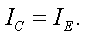 I_C = I_E.